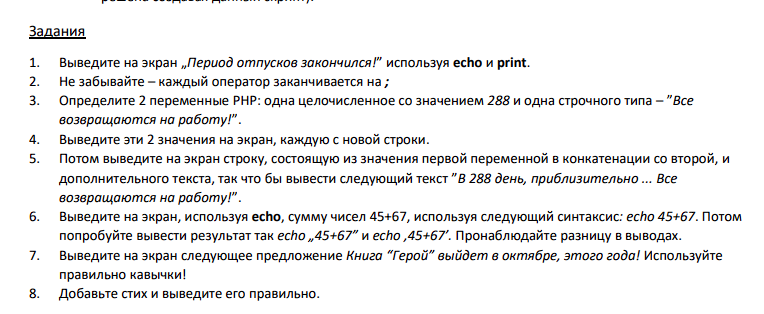 Задания
1. Выведите на экран „Период отпусков закончился!” используя echo и print.
2. Не забывайте – каждый оператор заканчивается на ;
3. Определите 2 переменные PHP: одна целочисленное со значением 288 и одна строчного типа – ”Все
возвращаются на работу!”.
4. Выведите эти 2 значения на экран, каждую с новой строки.
5. Потом выведите на экран строку, состоящую из значения первой переменной в конкатенации со второй, и
дополнительного текста, так что бы вывести следующий текст ”В 288 день, приблизительно ... Все
возвращаются на работу!”.
6. Выведите на экран, используя echo, сумму чисел 45+67, используя следующий синтаксис: echo 45+67. Потом
попробуйте вывести результат так echo „45+67” и echo ‚45+67’. Пронаблюдайте разницу в выводах.
7. Выведите на экран следующее предложение Книга “Герой” выйдет в октябре, этого года! Используйте
правильно кавычки!
8. Добавьте стих и выведите его правильно.